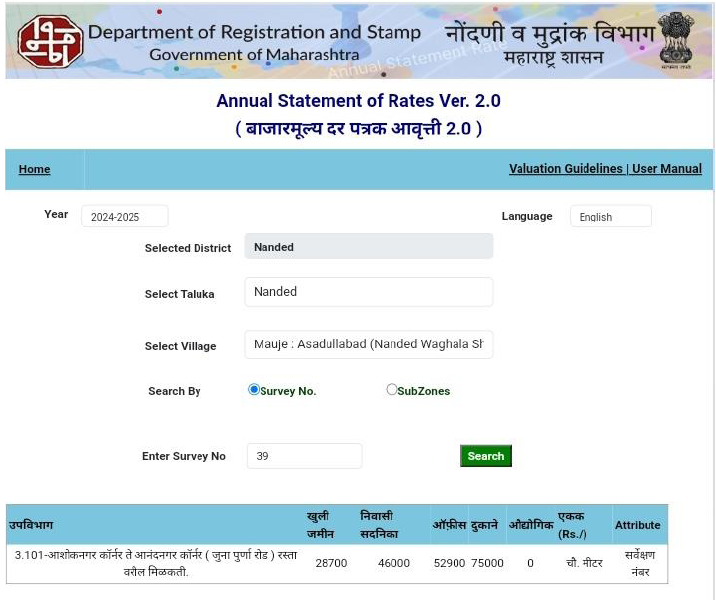 Department of Registration and Stamp
Government of Maharashtra
नोंदणी व मुद्रांक विभाग
महाराष्ट्र शासन
Annual Statement Rate
Annual Statement of Rates Ver. 2.0
( बाजारमूल्य दर पत्रक आवृत्ती 2.0 )
Home
Valuation Guidelines | User Manual
Year 2024-2025 Language English
Selected District Nanded
Select Taluka Nanded
Select Village Mauje : Asadullabad (Nanded Waghala Sh
Search By Survey No. SubZones
Enter Survey No 39 Search
उपविभाग खुली जमीन निवासी सदनिका ऑफ़ीस दुकाने औद्योगिक एकक (Rs./) Attribute
3.101-आशोकनगर कॉर्नर ते आनंदनगर कॉर्नर ( जुना पुर्णा रोड ) रस्ता वरील मिळकती. 28700 46000 52900 75000 0 चौ. मीटर सर्वेक्षण नंबर